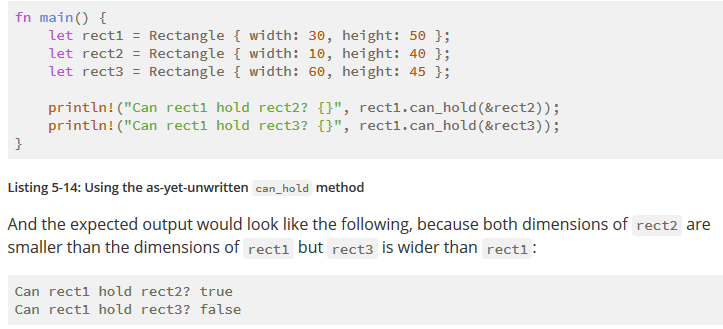 fn main() {
    let rect1 = Rectangle { width: 30, height: 50 };
    let rect2 = Rectangle { width: 10, height: 40 };
    let rect3 = Rectangle { width: 60, height: 45 };
    println!("Can rect1 hold rect2? {}", rect1.can_hold(&rect2));
    println!("Can rect1 hold rect3? {}", rect1.can_hold(&rect3));
}
Listing 5-14: Using the as-yet-unwritten can_hold method
And the expected output would look like the following, because both dimensions of rect2 are
smaller than the dimensions of rect1 but rect3 is wider than rect1 :
Can rect1 hold rect2? true
Can rect1 hold rect3? false